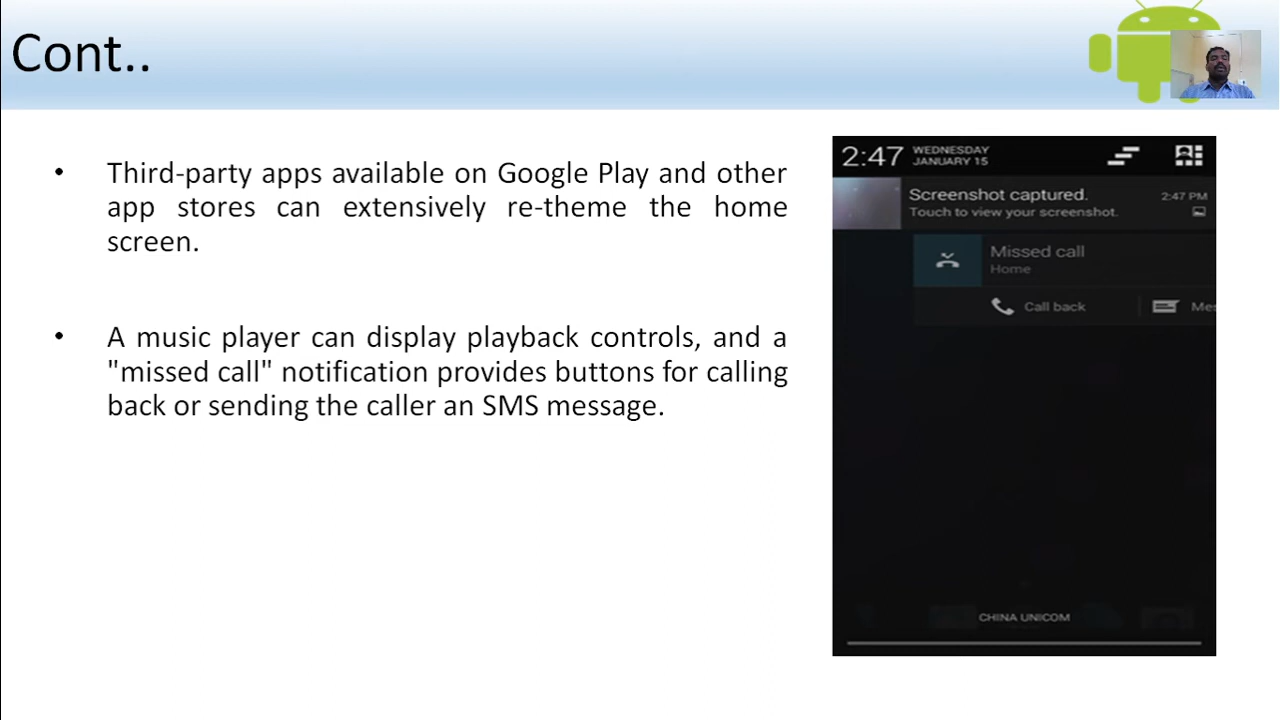 Cont..
• Third-party apps available on Google Play and other
app stores can extensively re-theme the home
screen.
• A music player can display playback controls, and a
"missed call" notification provides buttons for calling
back or sending the caller an SMS message.
2:47 WEDNESDAY
JANUARY 15
Screenshot captured. 2:47 PM
Touch to view your screenshot.
Missed call
Home
Call back Mes
CHINA UNICOM